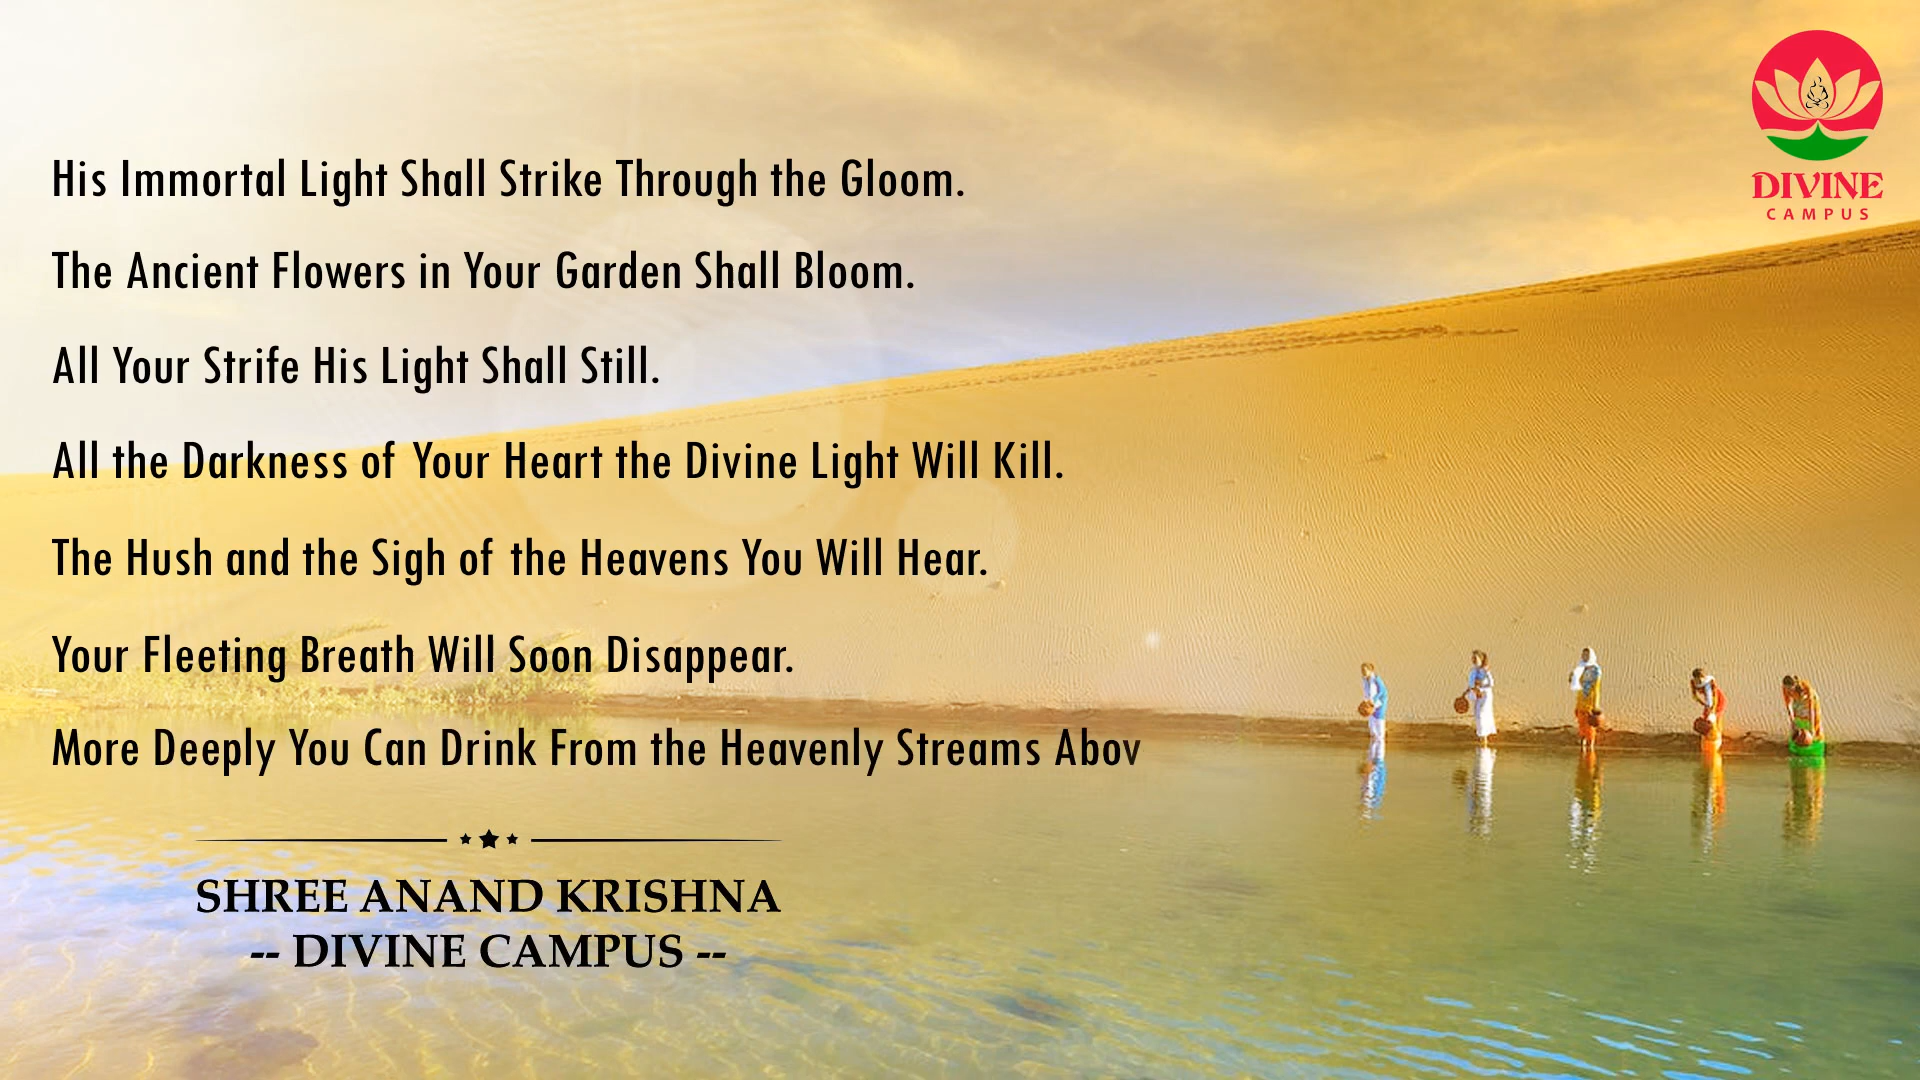 His Immortal Light Shall Strike Through the Gloom.
The Ancient Flowers in Your Garden Shall Bloom.
All Your Strife His Light Shall Still.
All the Darkness of Your Heart the Divine Light Will Kill.
The Hush and the Sigh of the Heavens You Will Hear.
Your Fleeting Breath Will Soon Disappear.
More Deeply You Can Drink From the Heavenly Streams Abov
SHREE ANAND KRISHNA
-- DIVINE CAMPUS --
DIVINE
CAMPUS